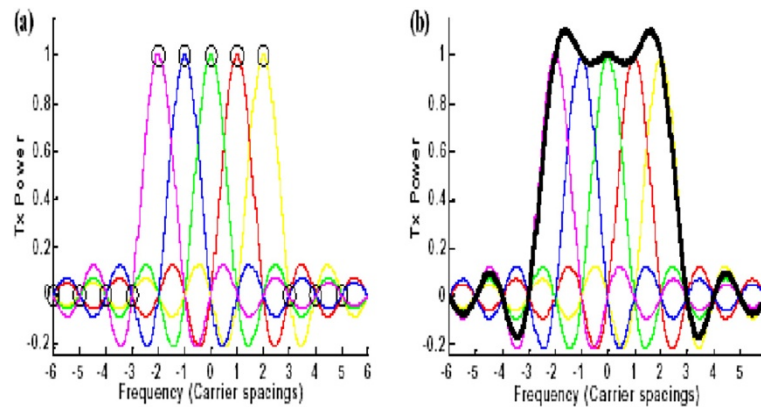 (a)
Tx Power
1
0.8
0.6
0.4
0.2
0
-0.2
-6 -5 -4 -3 -2 -1 0 1 2 3 4 5 6
Frequency (Carrier spacings)
(b)
Tx Power
1
0.8
0.6
0.4
0.2
0
-0.2
-6 -5 -4 -3 -2 -1 0 1 2 3 4 5
Frequency (Carrier spacings)